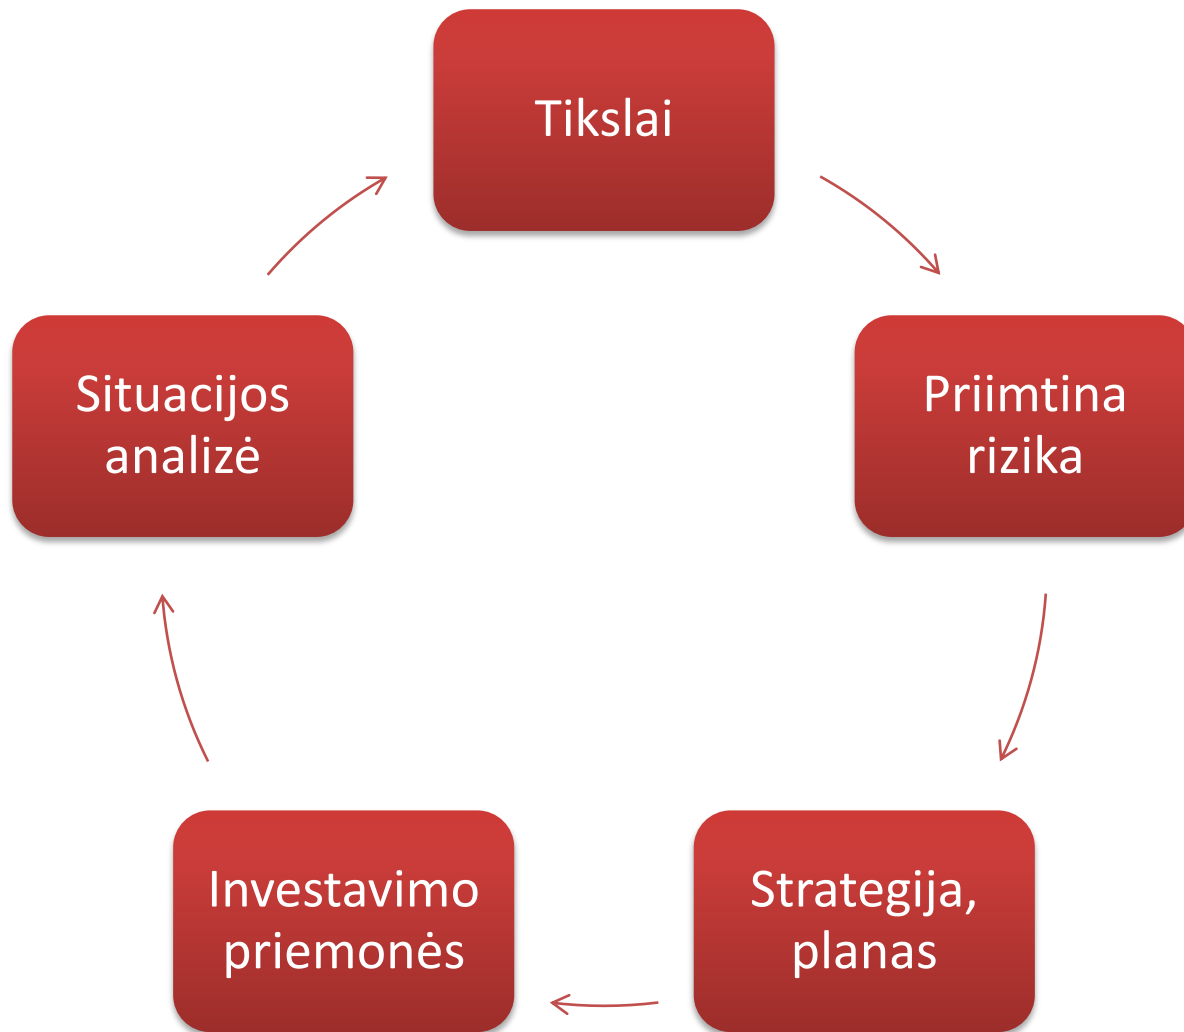 Tikslai
Priimtina
rizika
Strategija,
planas
Investavimo
priemonės
Situacijos
analizė